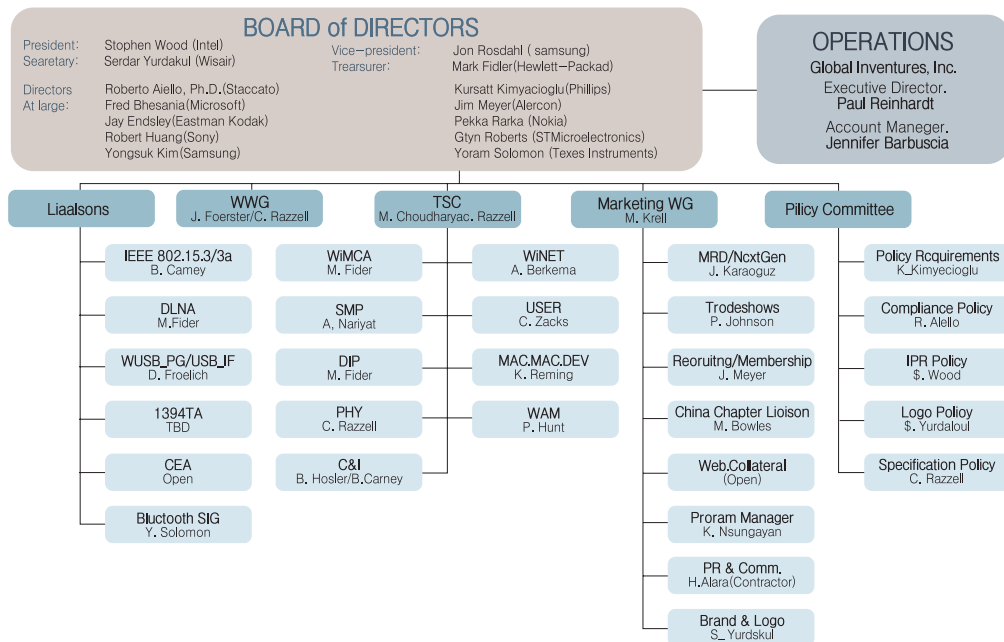 BOARD of DIRECTORS
President: Stophen Wood (Intel)
Searetary: Serdar Yurdakul (Wisair)
Vice-president: Jon Rosdahl ( samsung)
Trearsurer: Mark Fidler(Hewlett-Packad)
Directors Roberto Aiello, Ph.D.(Staccato)
At large: Fred Bhesania(Microsoft)
Jay Endsley(Eastman Kodak)
Robert Huang(Sony)
Yongsuk Kim(Samsung)
Kursatt Kimyacioglu(Phillips)
Jim Meyer(Alercon)
Pekka Rarka (Nokia)
Gtyn Roberts (STMicroelectronics)
Yoram Solomon (Texes Instruments)
OPERATIONS
Global Inventures, Inc.
Executive Director.
Paul Reinhardt
Account Maneger.
Jennifer Barbuscia
Liaalsons
WWG
J. Foerster/C. Razzell
TSC
M. Choudharyac. Razzell
Marketing WG
M. Krell
Pilicy Committee
IEEE 802.15.3/3a
B. Camey
DLNA
M.Fider
WUSB_PG/USB_IF
D. Froelich
1394TA
TBD
CEA
Open
Bluctooth SIG
Y. Solomon
WiMCA
M. Fider
SMP
A, Nariyat
DIP
M. Fider
PHY
C. Razzell
C&I
B. Hosler/B.Carney
WiNET
A. Berkema
USER
C. Zacks
MAC.MAC.DEV
K. Reming
WAM
P. Hunt
MRD/NcxtGen
J. Karaoguz
Trodeshows
P. Johnson
Reoruitng/Membership
J. Meyer
China Chapter Lioison
M. Bowles
Web.Collateral
(Open)
Proram Manager
K. Nsungayan
PR & Comm.
H.Alara(Contractor)
Brand & Logo
S_ Yurdskul
Policy Rcquirements
K_Kimyecioglu
Compliance Policy
R. Alello
IPR Policy
$. Wood
Logo Polioy
$. Yurdaloul
Specification Policy
C. Razzell